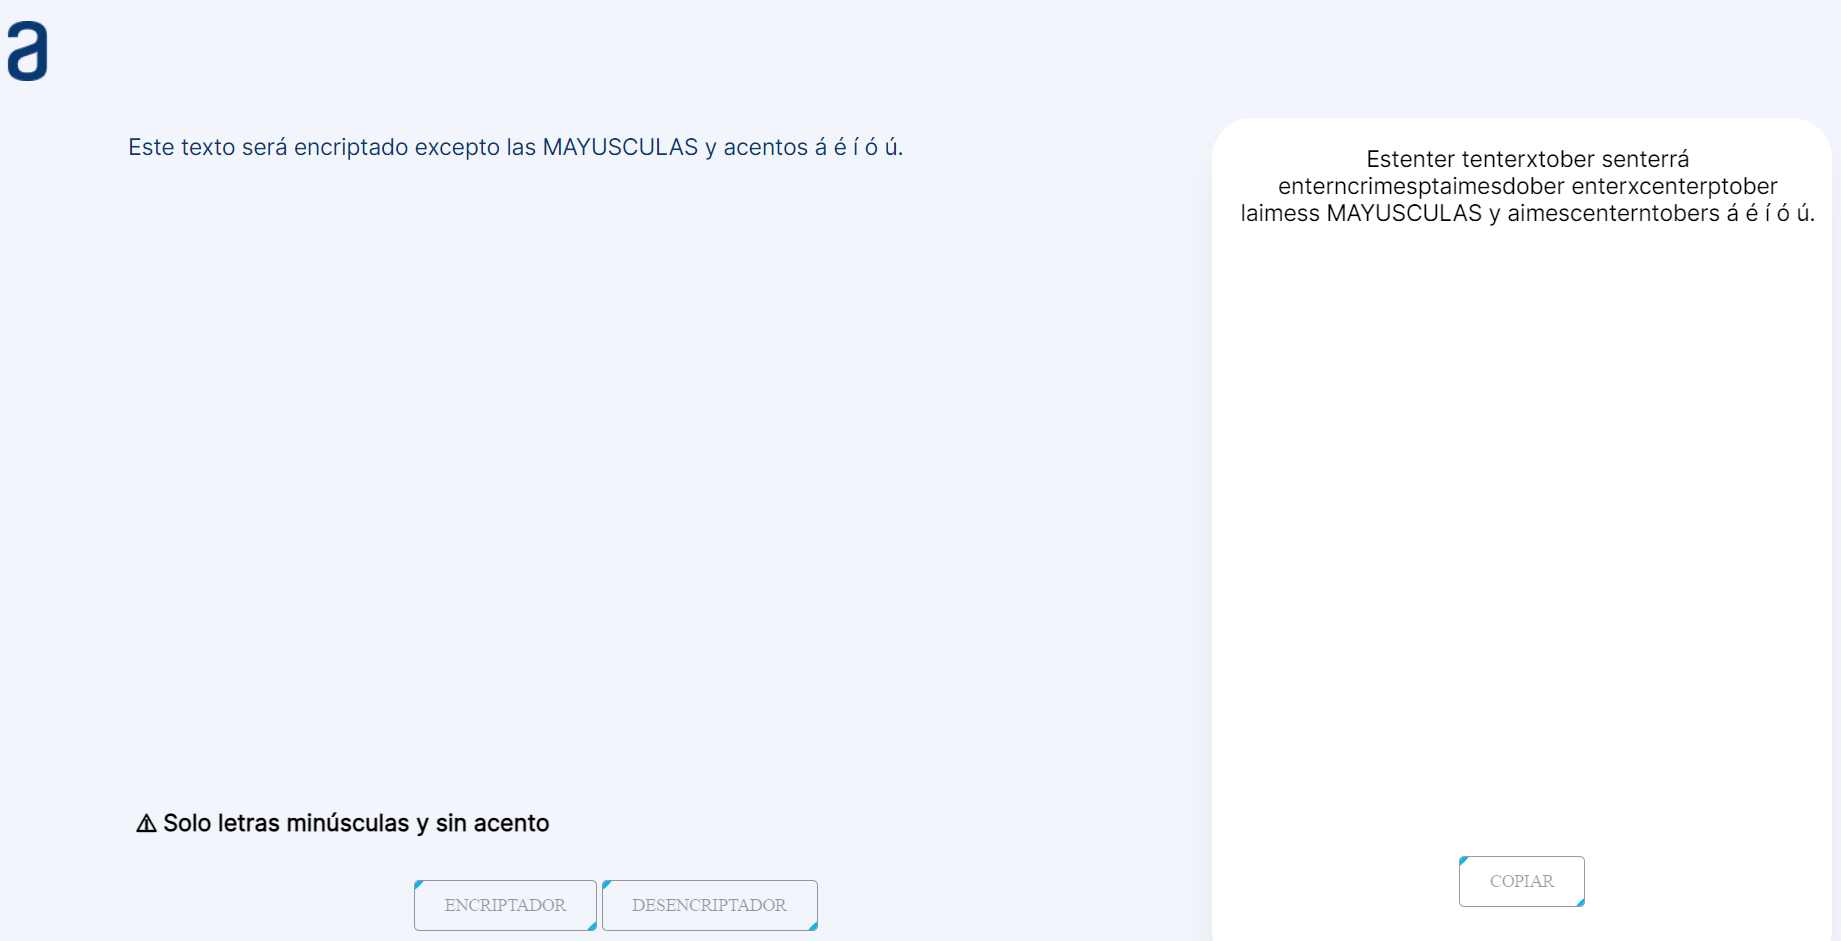 a
Este texto será encriptado excepto las MAYUSCULAS y acentos á é í ó ú.
Estenter tenterxtober senterrá
enterncrimesptaimesdober enterxcenterptober
laimess MAYUSCULAS y aimescenterntobers á é í ó ú.
⚠ Solo letras minúsculas y sin acento
ENCRIPTADOR
DESENCRIPTADOR
COPIAR